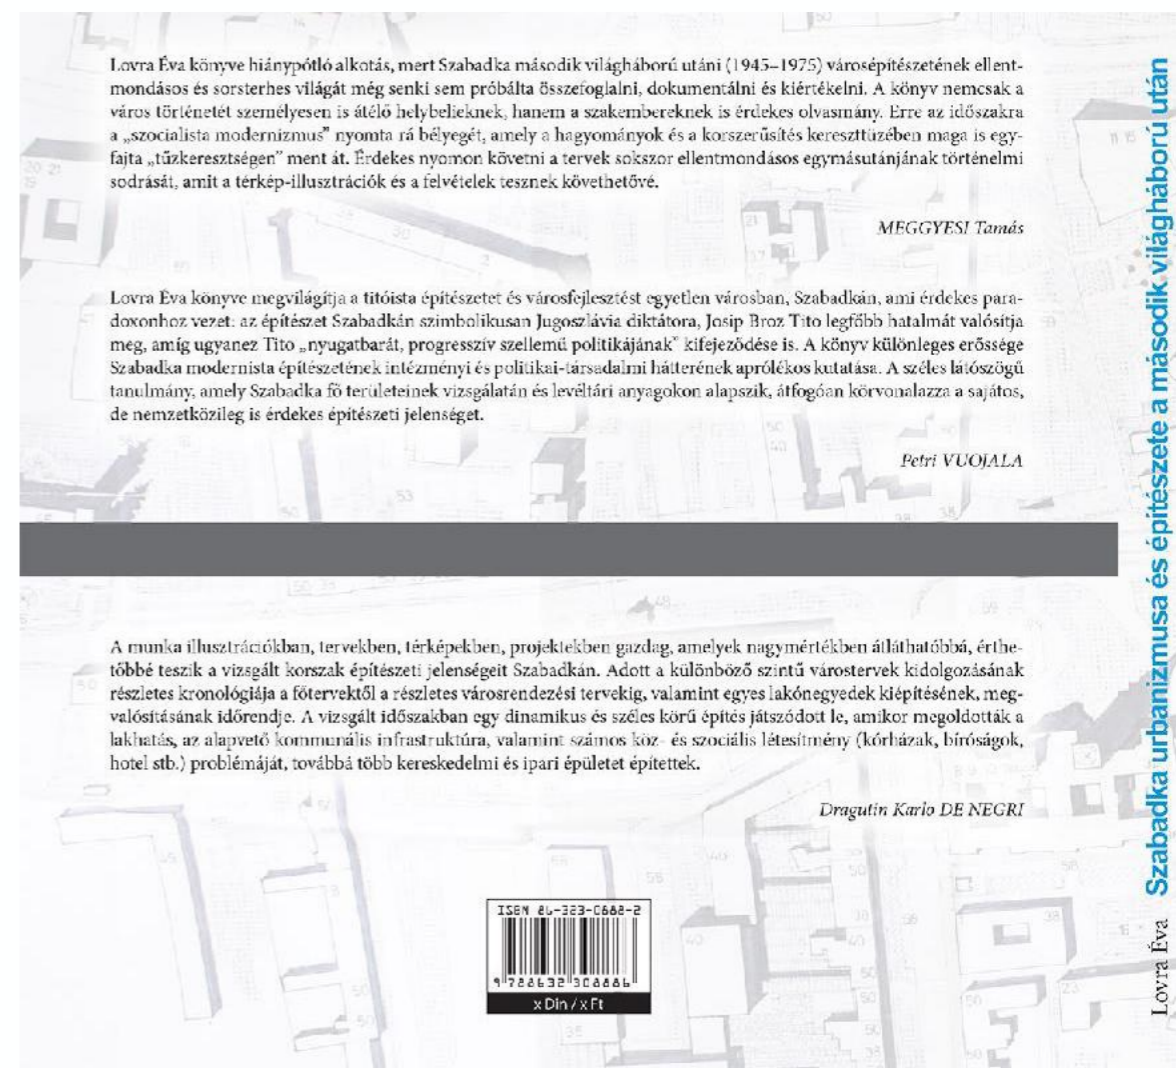 Lovra Éva könyve hiánypótló alkotás, mert Szabadka második világháború utáni (1945–1975) városépítészetének ellent-
mondásos és sorsterhes világát még senki sem próbálta összefoglalni, dokumentálni és kiértékelni. A könyv nemcsak a
város történetét személyesen is átélő helybelieknek, hanem a szakembereknek is érdekes olvasmány. Erre az időszakra
a „szocialista modernizmus” nyomta rá bélyegét, amely a hagyományok és a korszerűsítés kereszttüzében maga is egy-
fajta „tűzkeresztségen” ment át. Érdekes nyomon követni a tervek sokszor ellentmondásos egymásutánjának történelmi
sodrását, amit a térkép-illusztrációk és a felvételek tesznek követhetővé.
MEGGYESI Tamás
Lovra Éva könyve megvilágítja a titóista építészetet és városfejlesztést egyetlen városban, Szabadkán, ami érdekes para-
doxonhoz vezet: az építészet Szabadkán szimbolikusan Jugoszlávia diktátora, Josip Broz Tito legfőbb hatalmát valósítja
meg, amíg ugyanez Tito „nyugatbarát, progresszív szellemű politikájának” kifejeződése is. A könyv különleges erőssége
Szabadka modernista építészetének intézményi és politikai-társadalmi hátterének aprólékos kutatása. A széles látószögű
tanulmány, amely Szabadka fő területeinek vizsgálatán és levéltári anyagokon alapszik, átfogóan körvonalazza a sajátos,
de nemzetközileg is érdekes építészeti jelenséget.
Petri VUOJALA
A munka illusztrációkban, tervekben, térképekben, projektekben gazdag, amelyek nagymértékben átláthatóbbá, érthe-
tőbbé teszik a vizsgált korszak építészeti jelenségeit Szabadkán. Adott a különböző szintű várostervek kidolgozásának
részletes kronológiája a főtervektől a részletes városrendezési tervekig, valamint egyes lakónegyedek kiépítésének, meg-
valósításának időrendje. A vizsgált időszakban egy dinamikus és széles körű építés játszódott le, amikor megoldották a
lakhatás, az alapvető kommunális infrastruktúra, valamint számos köz- és szociális létesítmény (kórházak, bíróságok,
hotel stb.) problémáját, továbbá több kereskedelmi és ipari épületet építettek.
Dragutin Karlo DE NEGRI
ISBN 86-323-0688-2
9 788632 308886
x Din / x Ft
Lovra Éva Szabadka urbanizmusa és építészete a második világháború után